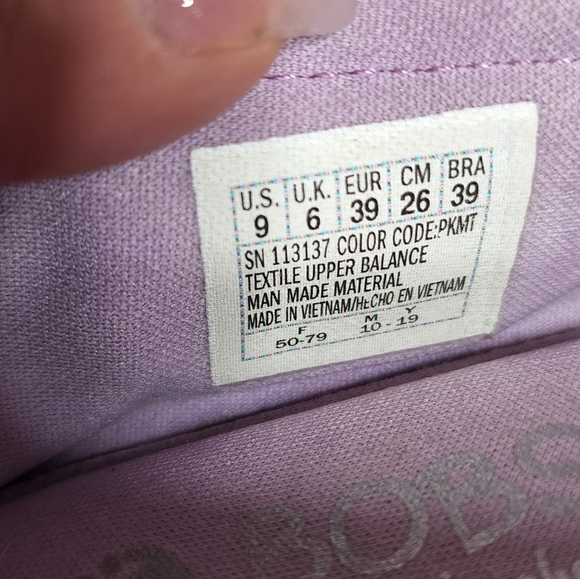 U.S. U.K. EUR CM BRA
9 6 39 26 39
SN 113137 COLOR CODE:PKMT
TEXTILE UPPER BALANCE
MAN MADE MATERIAL
MADE IN VIETNAM/HECHO EN VIETNAM
F M Y
50-79 10 - 19
BOBS